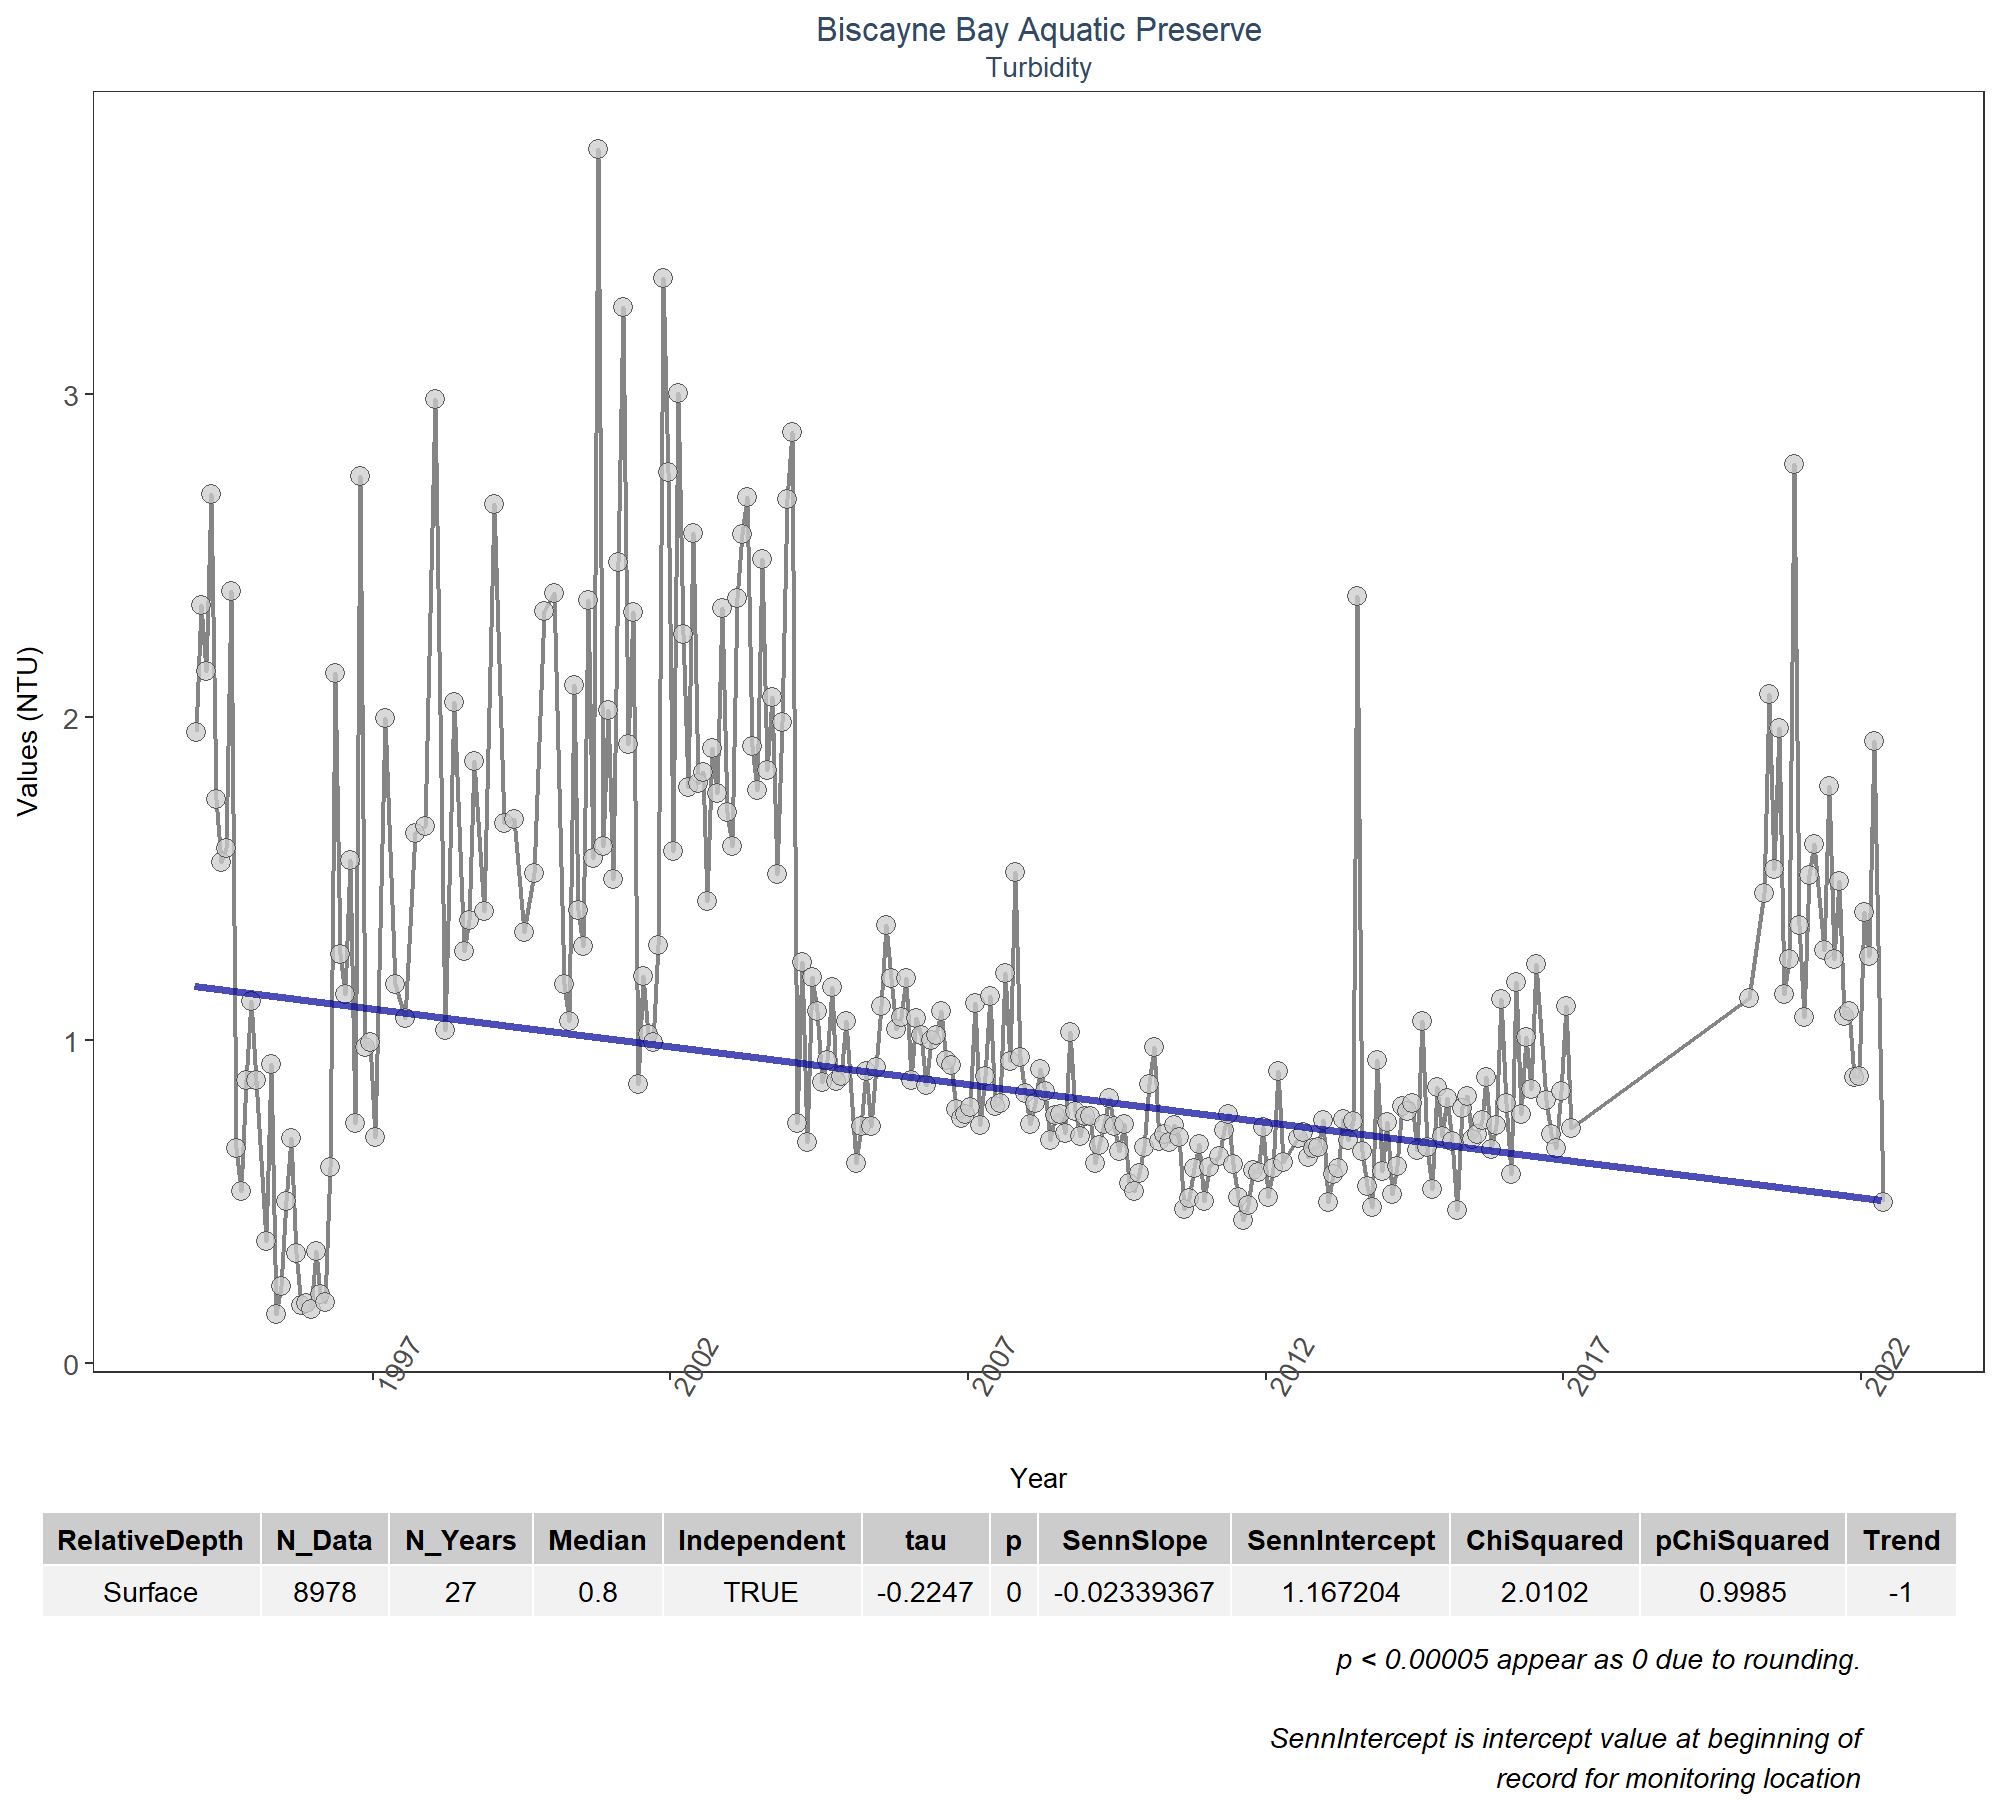 Biscayne Bay Aquatic Preserve
Turbidity
Values (NTU)
3
2
1
0
1997 2002 2007 2012 2017 2022
Year
RelativeDepth N_Data N_Years Median Independent tau p SennSlope SennIntercept ChiSquared pChiSquared Trend
Surface 8978 27 0.8 TRUE -0.2247 0 -0.02339367 1.167204 2.0102 0.9985 -1
p < 0.00005 appear as 0 due to rounding.
SennIntercept is intercept value at beginning of
record for monitoring location